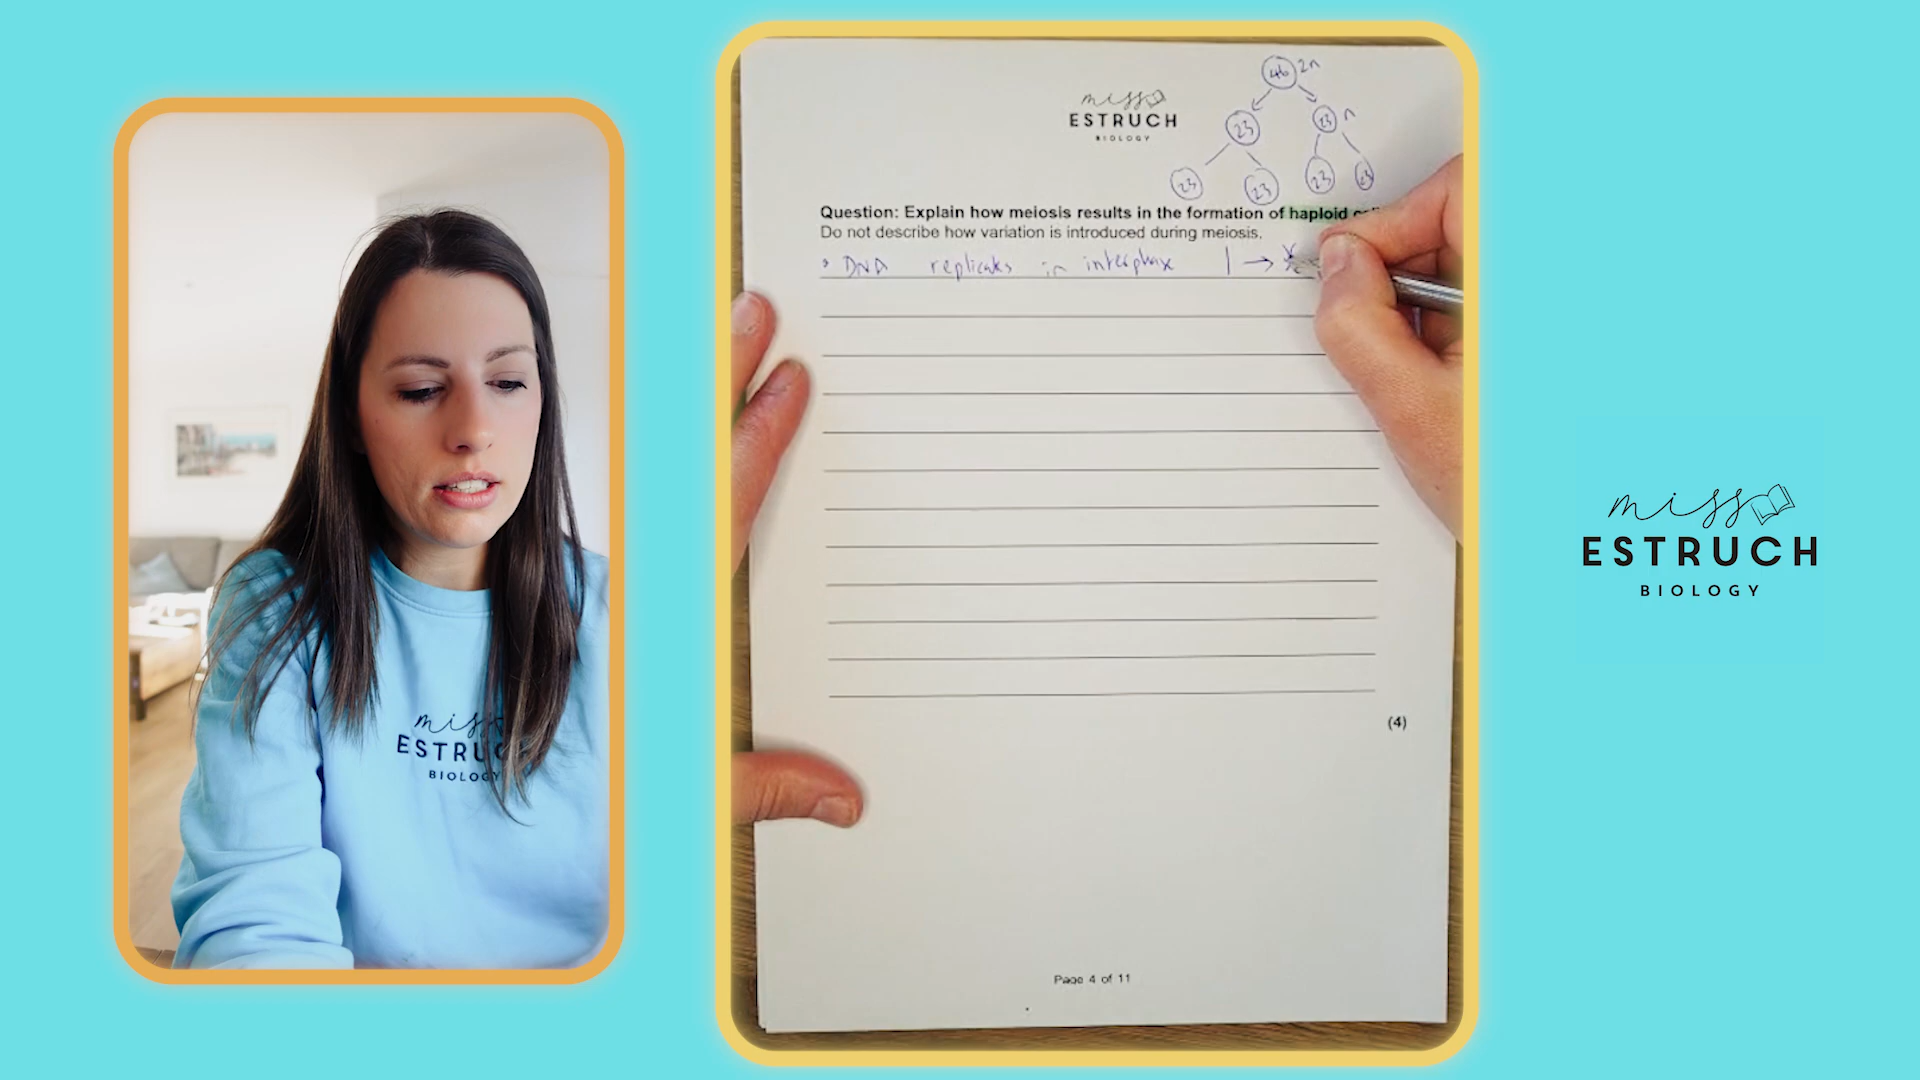 miss
ESTRUCH
BIOLOGY
46 2n
23 23 n
23 23 23 23
Question: Explain how meiosis results in the formation of haploid
Do not describe how variation is introduced during meiosis.
• DNA replicates in interphase | → X
(4)
Page 4 of 11
miss
ESTRUCH
BIOLOGY
miss
ESTRUCH
BIOLOGY